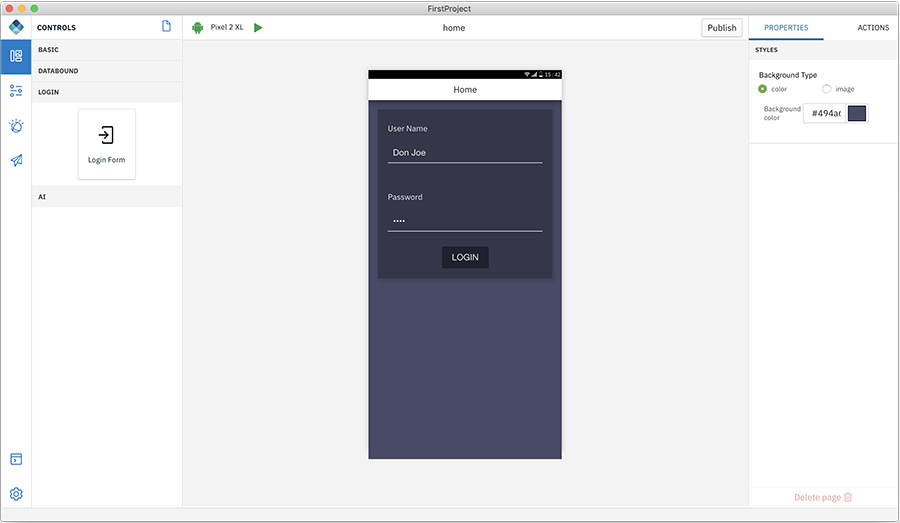 FirstProject
CONTROLS
Pixel 2 XL
home
Publish
PROPERTIES
ACTIONS
BASIC
DATABOUND
LOGIN
Login Form
AI
15:42
Home
User Name
Don Joe
Password
••••
LOGIN
STYLES
Background Type
color
image
Background
color
Delete page